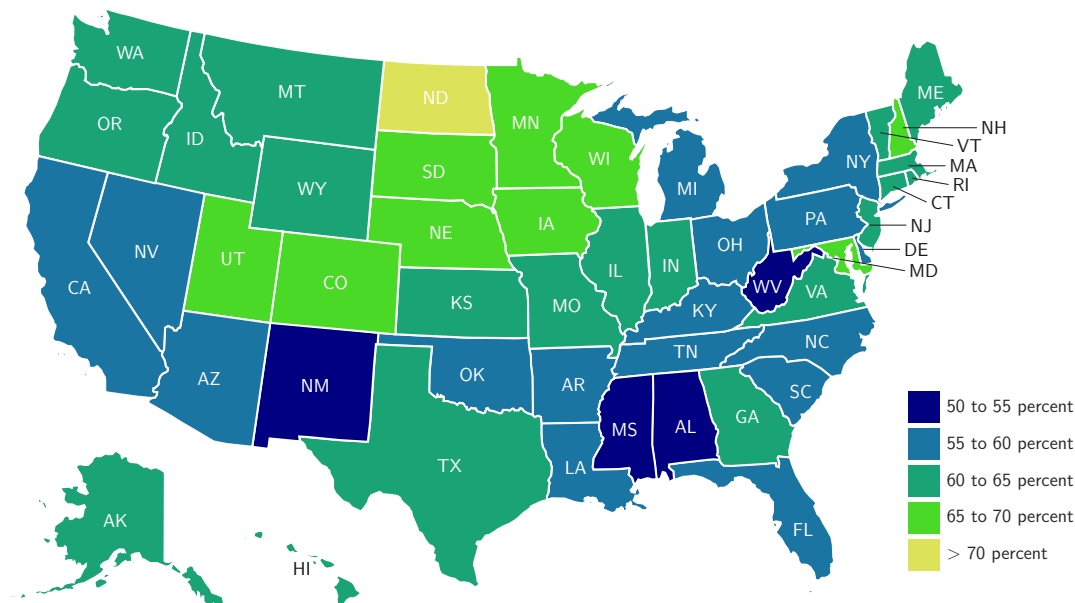 WA
MT
ND
MN
ME
OR
ID
WY
SD
WI
MI
NY
NH
VT
MA
RI
CT
NV
UT
CO
NE
IA
IL
IN
OH
PA
NJ
DE
MD
CA
KS
MO
KY
WV
VA
AZ
NM
OK
AR
TN
NC
SC
TX
LA
MS
AL
GA
FL
AK
HI
50 to 55 percent
55 to 60 percent
60 to 65 percent
65 to 70 percent
> 70 percent